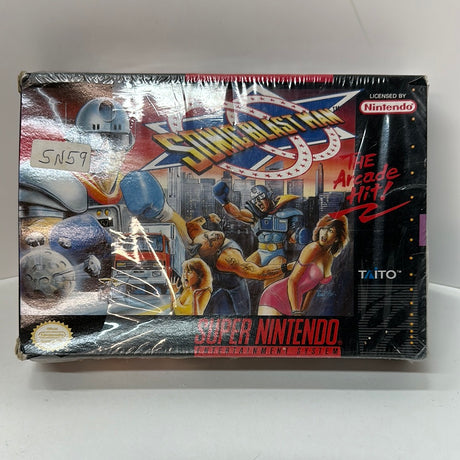 LICENSED BY
Nintendo
SONIC BLAST MAN
SN59
THE
Arcade
Hit!
TAITO
SUPER NINTENDO
ENTERTAINMENT SYSTEM